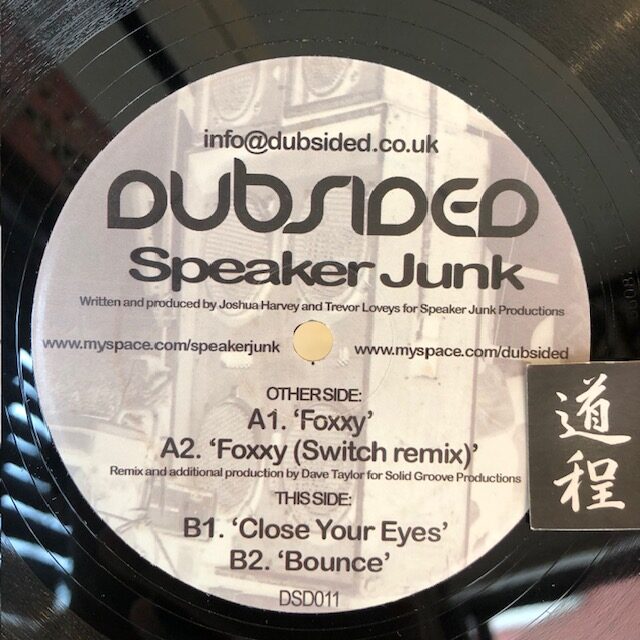 info@dubsided.co.uk
DUBSIDED
Speaker Junk
Written and produced by Joshua Harvey and Trevor Loveys for Speaker Junk Productions
www.myspace.com/speakerjunk www.myspace.com/dubsided
OTHER SIDE:
A1. ‘Foxxy’
A2. ‘Foxxy (Switch remix)’
Remix and additional production by Dave Taylor for Solid Groove Productions
THIS SIDE:
B1. ‘Close Your Eyes’
B2. ‘Bounce’
DSD011
道程